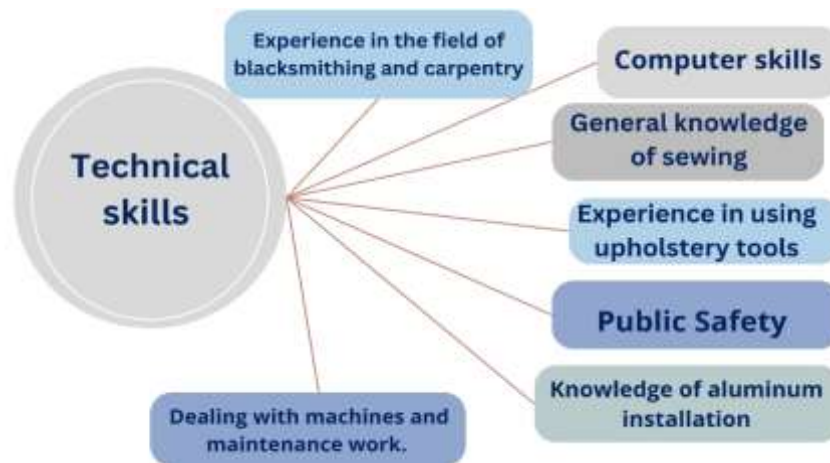 Experience in the field of
blacksmithing and carpentry
Computer skills
General knowledge
of sewing
Technical
skills
Experience in using
upholstery tools
Public Safety
Knowledge of aluminum
installation
Dealing with machines and
maintenance work.